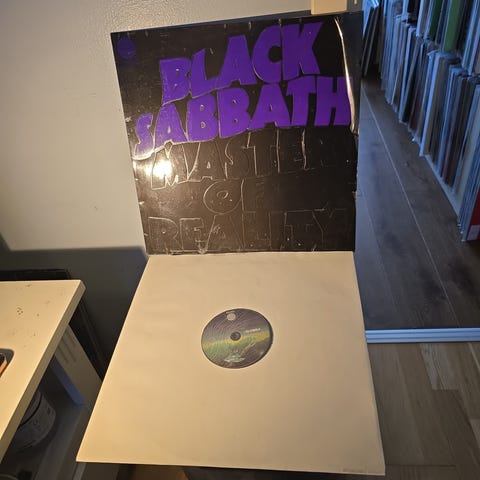 BLACK
SABBATH
MASTER
OF
REALITY